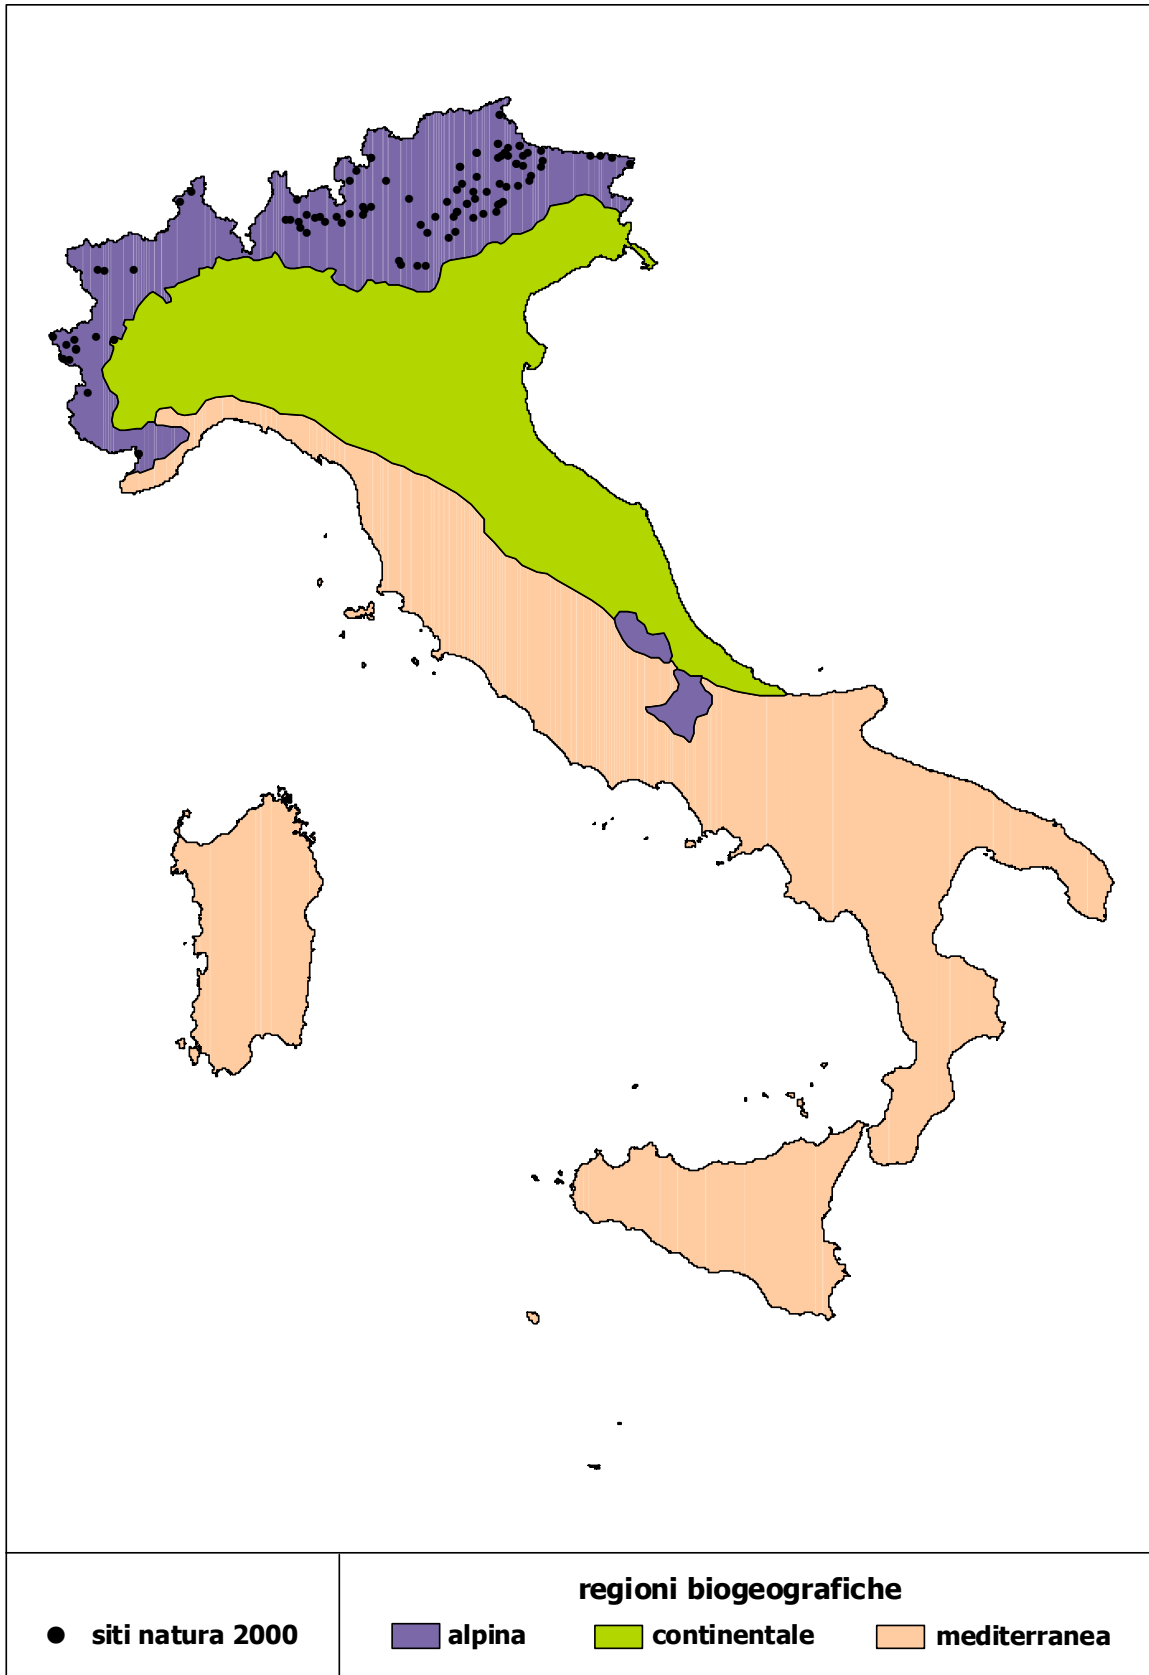 regioni biogeografiche
siti natura 2000
alpina
continentale
mediterranea